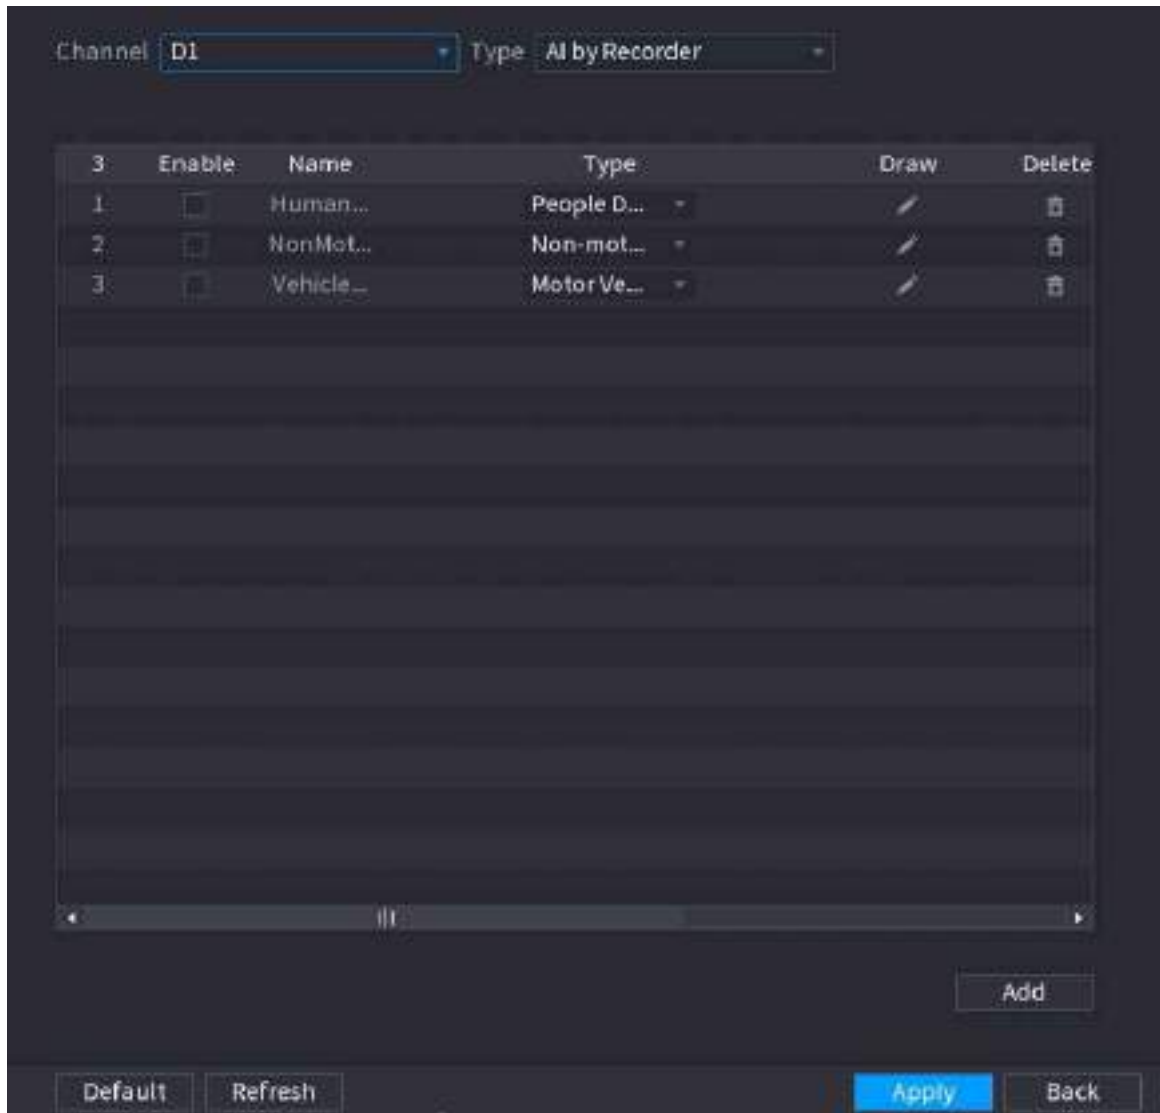 Channel D1 Type AI by Recorder
3 Enable Name Type Draw Delete
1 Human... People D...
2 NonMot... Non-mot...
3 Vehicle... Motor Ve...
Add
Default Refresh Apply Back